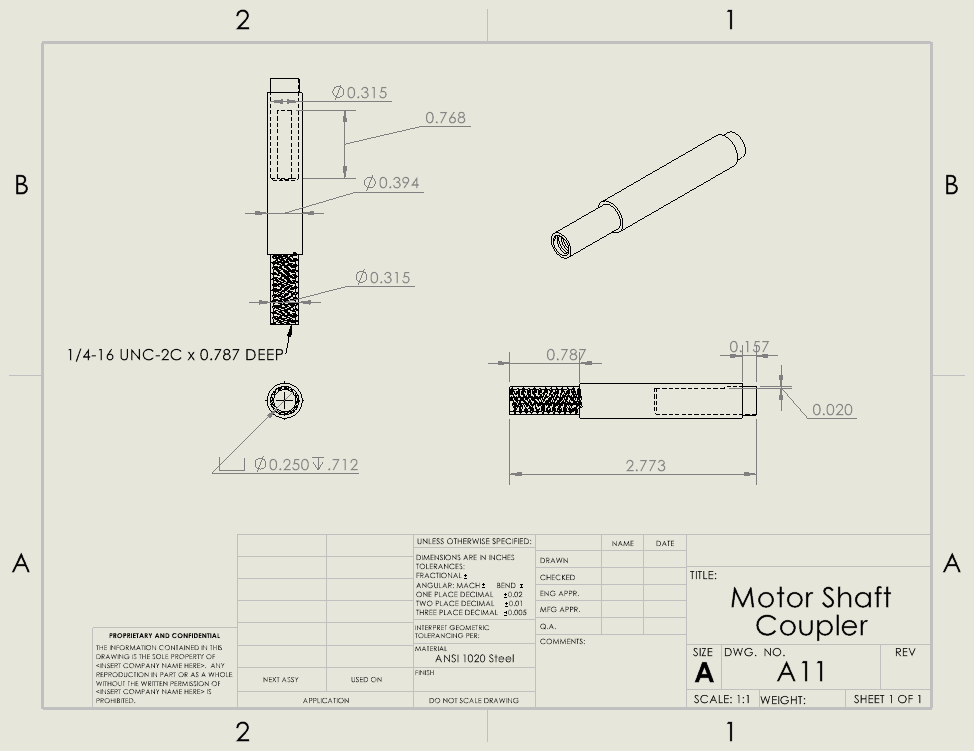 2
1
B
B
Ø0.315
0.768
Ø0.394
Ø0.315
1/4-16 UNC-2C x 0.787 DEEP
⌴ Ø0.250↧.712
0.787
0.157
0.020
2.773
A
A
UNLESS OTHERWISE SPECIFIED:
DIMENSIONS ARE IN INCHES
TOLERANCES:
FRACTIONAL±
ANGULAR: MACH± BEND ±
ONE PLACE DECIMAL ±0.02
TWO PLACE DECIMAL ±0.01
THREE PLACE DECIMAL ±0.005
INTERPRET GEOMETRIC
TOLERANCING PER:
MATERIAL
ANSI 1020 Steel
FINISH
DO NOT SCALE DRAWING
NAME DATE
DRAWN
CHECKED
ENG APPR.
MFG APPR.
Q.A.
COMMENTS:
TITLE:
Motor Shaft
Coupler
SIZE DWG. NO. REV
A A11
SCALE: 1:1 WEIGHT: SHEET 1 OF 1
PROPRIETARY AND CONFIDENTIAL
THE INFORMATION CONTAINED IN THIS
DRAWING IS THE SOLE PROPERTY OF
<INSERT COMPANY NAME HERE>. ANY
REPRODUCTION IN PART OR AS A WHOLE
WITHOUT THE WRITTEN PERMISSION OF
<INSERT COMPANY NAME HERE> IS
PROHIBITED.
NEXT ASSY USED ON
APPLICATION
2
1